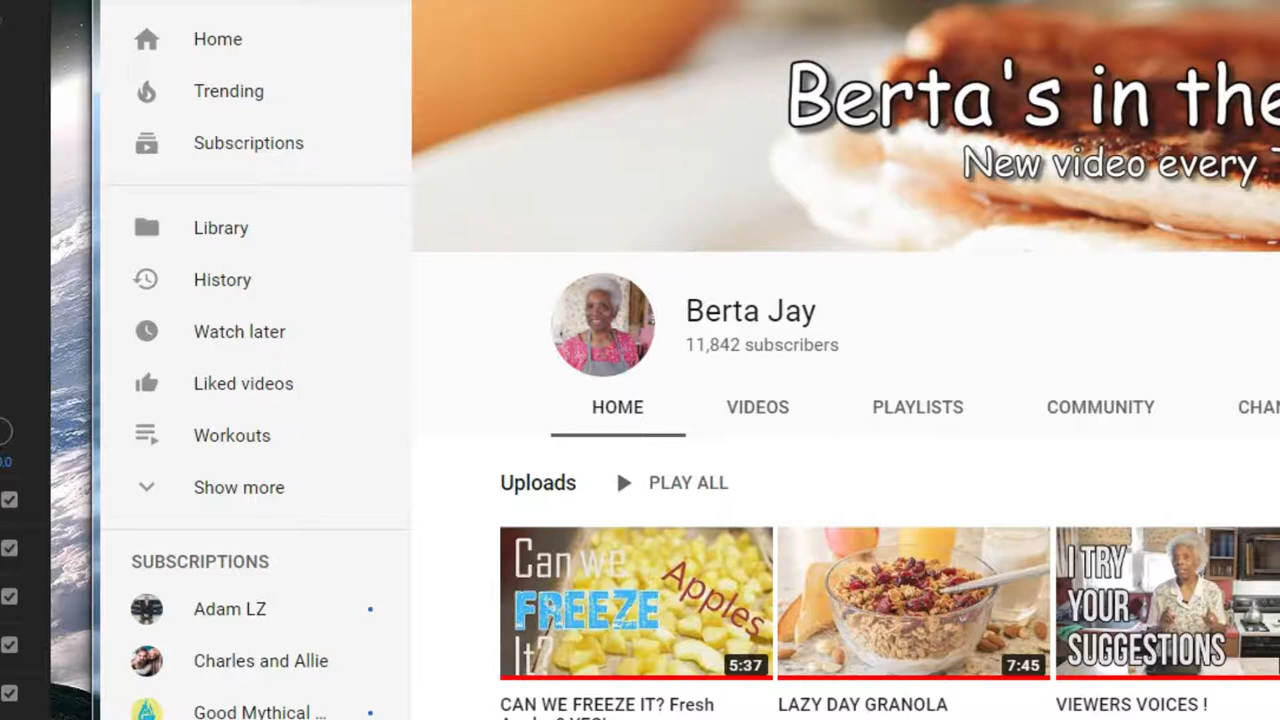 Home
Trending
Subscriptions
Library
History
Watch later
Liked videos
Workouts
Show more
SUBSCRIPTIONS
Adam LZ
Charles and Allie
Good Mythical ...
Berta's in the
New video every
Berta Jay
11,842 subscribers
HOME VIDEOS PLAYLISTS COMMUNITY CHAN
Uploads PLAY ALL
Can we
FREEZE
It?
Apples
5:37
7:45
I TRY
YOUR
SUGGESTIONS
CAN WE FREEZE IT? Fresh
LAZY DAY GRANOLA
VIEWERS VOICES !